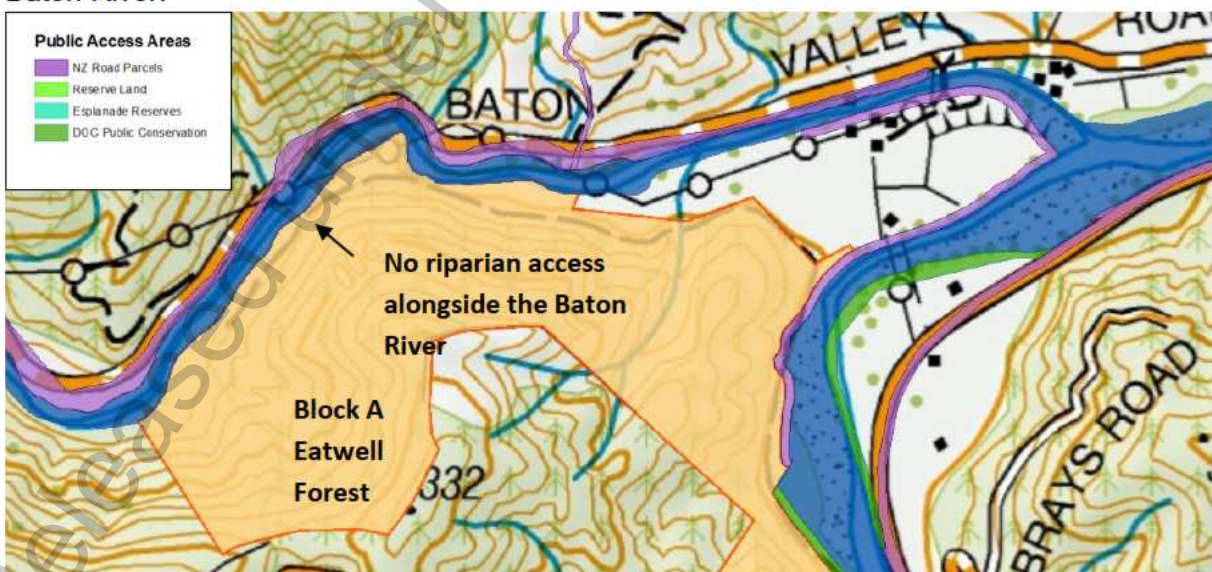 Public Access Areas
NZ Road Parcels
Reserve Land
Esplanade Reserves
DOC Public Conservation
BATON
VALLEY
No riparian access
alongside the Baton
River
Block A
Eatwell
Forest
332
BRAYS ROAD